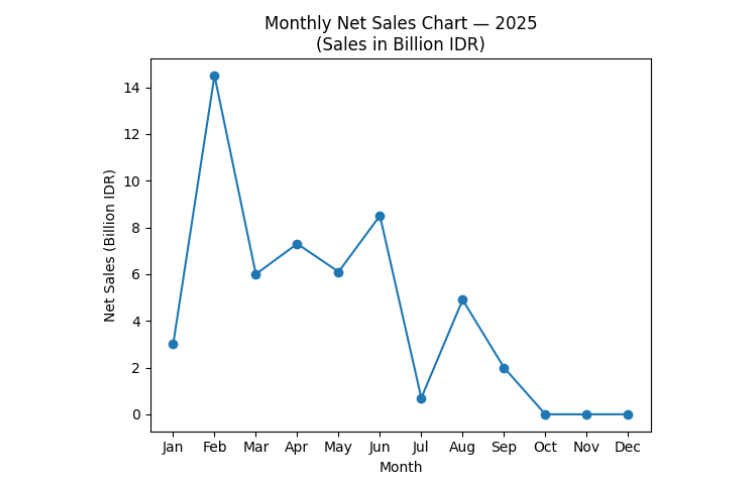 Monthly Net Sales Chart — 2025
(Sales in Billion IDR)
Net Sales (Billion IDR)
14
12
10
8
6
4
2
0
Jan Feb Mar Apr May Jun Jul Aug Sep Oct Nov Dec
Month